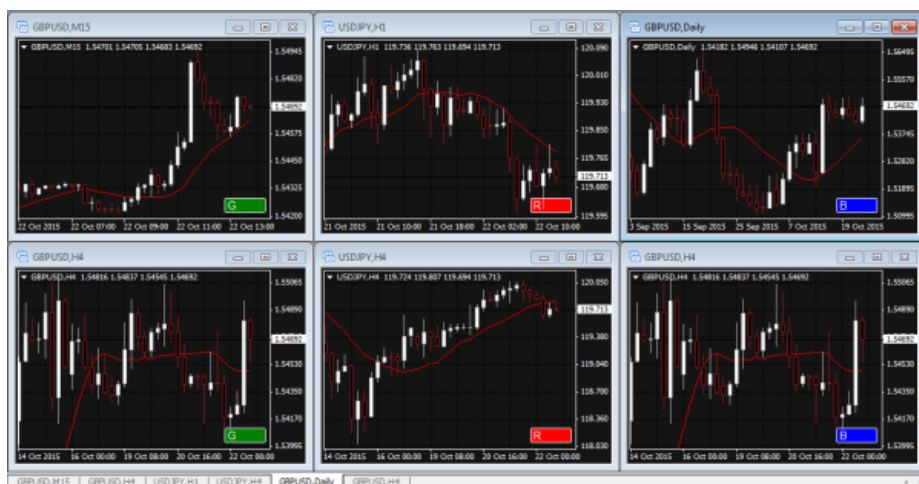 GBPUSD,M15
GBPUSD,M15 1.54701 1.54705 1.54683 1.54692
1.54945
1.54820
1.54692
1.54575
1.54450
1.54325
1.54200
G
22 Oct 2015 22 Oct 07:00 22 Oct 09:00 22 Oct 11:00 22 Oct 13:00
USDJPY,H1
USDJPY,H1 119.736 119.763 119.694 119.713
120.090
120.010
119.930
119.850
119.765
119.713
119.680
119.595
R
21 Oct 2015 21 Oct 10:00 21 Oct 18:00 22 Oct 02:00 22 Oct 10:00
GBPUSD,Daily
GBPUSD,Daily 1.54182 1.54946 1.54107 1.54692
1.56495
1.55570
1.54692
1.53745
1.52820
1.51895
1.50995
B
3 Sep 2015 15 Sep 2015 25 Sep 2015 7 Oct 2015 19 Oct 2015
GBPUSD,H4
GBPUSD,H4 1.54816 1.54837 1.54545 1.54692
1.55065
1.54890
1.54692
1.54530
1.54350
1.54170
1.53995
G
14 Oct 2015 16 Oct 00:00 19 Oct 08:00 20 Oct 16:00 22 Oct 00:00
USDJPY,H4
USDJPY,H4 119.724 119.807 119.694 119.713
120.050
119.713
119.380
119.040
118.700
118.360
118.030
R
14 Oct 2015 16 Oct 00:00 19 Oct 08:00 20 Oct 16:00 22 Oct 00:00
GBPUSD,H4
GBPUSD,H4 1.54816 1.54837 1.54545 1.54692
1.55065
1.54890
1.54692
1.54530
1.54350
1.54170
1.53995
B
14 Oct 2015 16 Oct 00:00 19 Oct 08:00 20 Oct 16:00 22 Oct 00:00
GBPUSD,M15 GBPUSD,H4 USDJPY,H1 USDJPY,H4 GBPUSD,Daily GBPUSD,H4